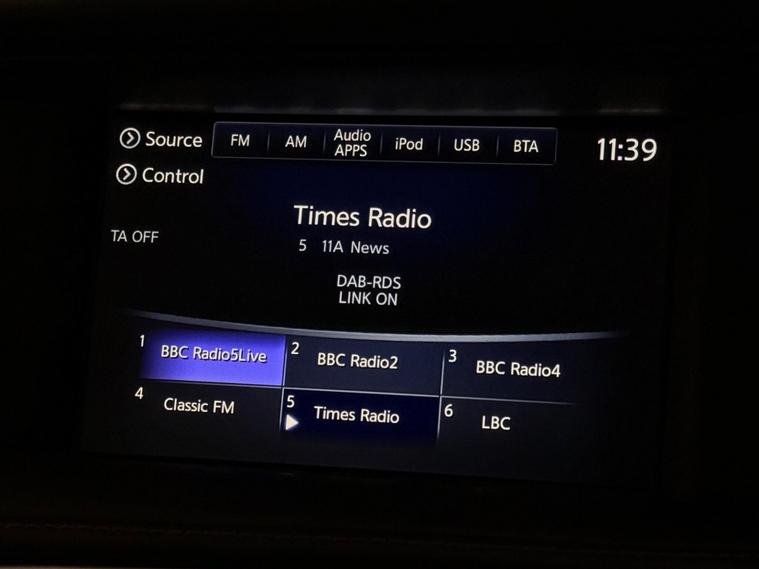 Source
FM
AM
Audio
APPS
iPod
USB
BTA
11:39
Control
Times Radio
TA OFF
5 11A News
DAB-RDS
LINK ON
1 BBC Radio5Live
2 BBC Radio2
3 BBC Radio4
4 Classic FM
5 Times Radio
6 LBC